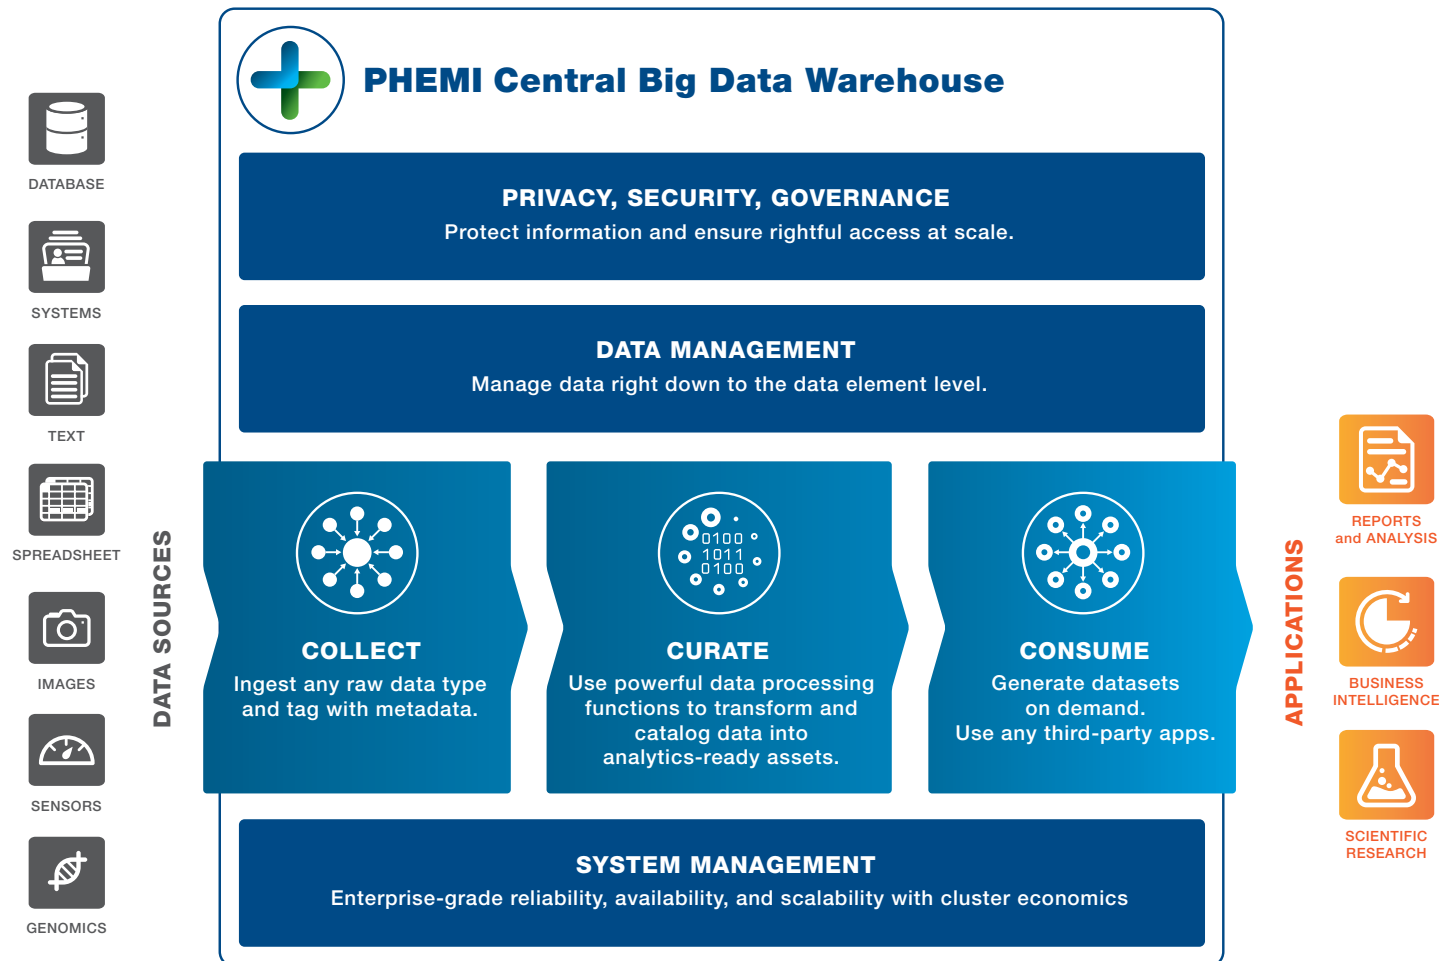 PHEMI Central Big Data Warehouse
DATABASE
SYSTEMS
TEXT
SPREADSHEET
IMAGES
SENSORS
GENOMICS
DATA SOURCES
PRIVACY, SECURITY, GOVERNANCE
Protect information and ensure rightful access at scale.
DATA MANAGEMENT
Manage data right down to the data element level.
0100
1011
0100
COLLECT
Ingest any raw data type
and tag with metadata.
CURATE
Use powerful data processing
functions to transform and
catalog data into
analytics-ready assets.
CONSUME
Generate datasets
on demand.
Use any third-party apps.
SYSTEM MANAGEMENT
Enterprise-grade reliability, availability, and scalability with cluster economics
APPLICATIONS
REPORTS
and ANALYSIS
BUSINESS
INTELLIGENCE
SCIENTIFIC
RESEARCH